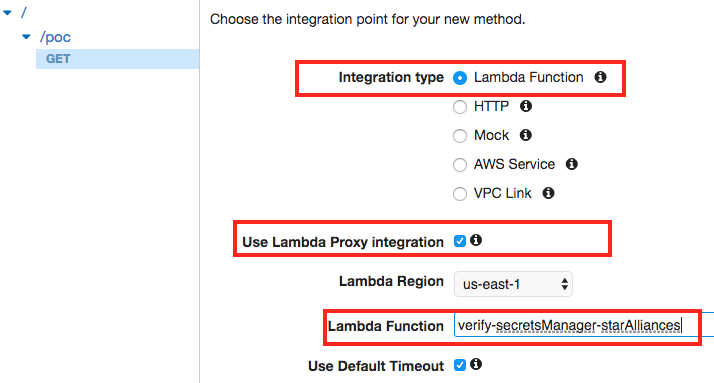 /
Choose the integration point for your new method.
/poc
GET
Integration type Lambda Function
HTTP
Mock
AWS Service
VPC Link
Use Lambda Proxy integration
Lambda Region us-east-1
Lambda Function verify-secretsManager-starAlliances
Use Default Timeout